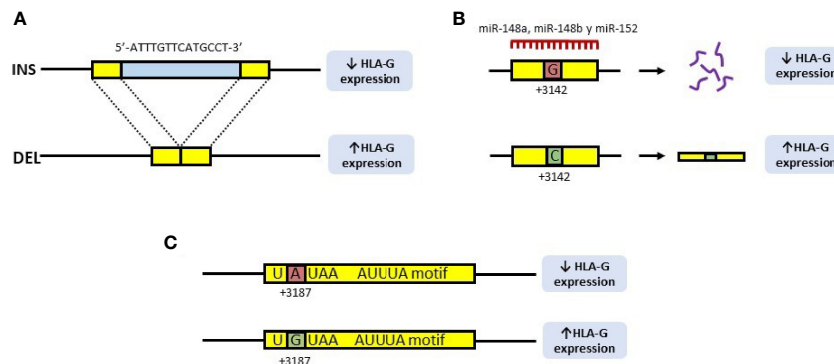 A
5’-ATTTGTTCATGCCT-3’
INS
↓ HLA-G
expression
DEL
↑HLA-G
expression
B
miR-148a, miR-148b y miR-152
G
+3142
↓ HLA-G
expression
C
+3142
↑HLA-G
expression
C
U A UAA AUUUA motif
+3187
↓ HLA-G
expression
U G UAA AUUUA motif
+3187
↑HLA-G
expression